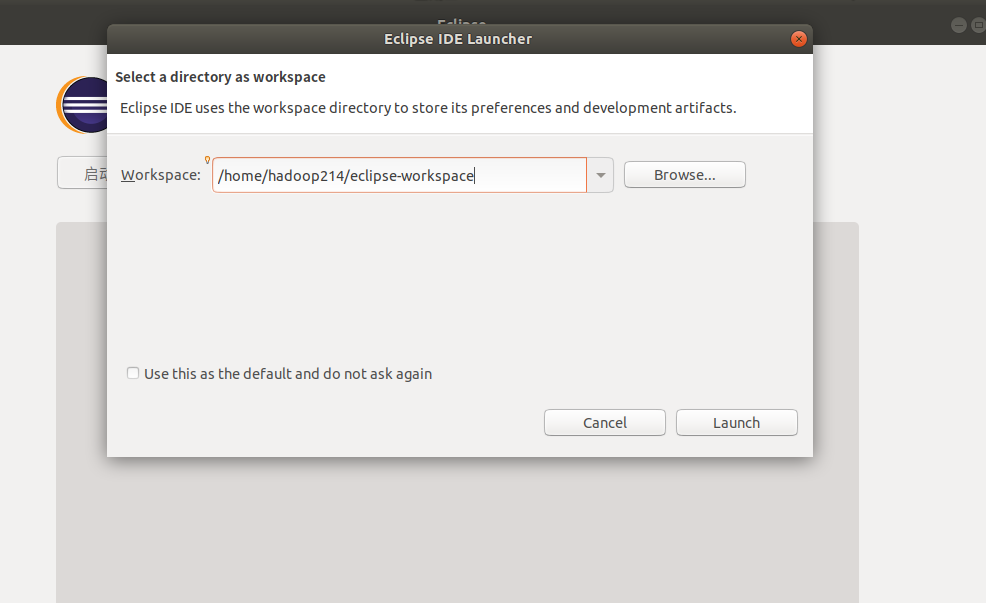 Eclipse IDE Launcher
Select a directory as workspace
Eclipse IDE uses the workspace directory to store its preferences and development artifacts.
启动
Workspace: /home/hadoop214/eclipse-workspace Browse...
Use this as the default and do not ask again
Cancel Launch